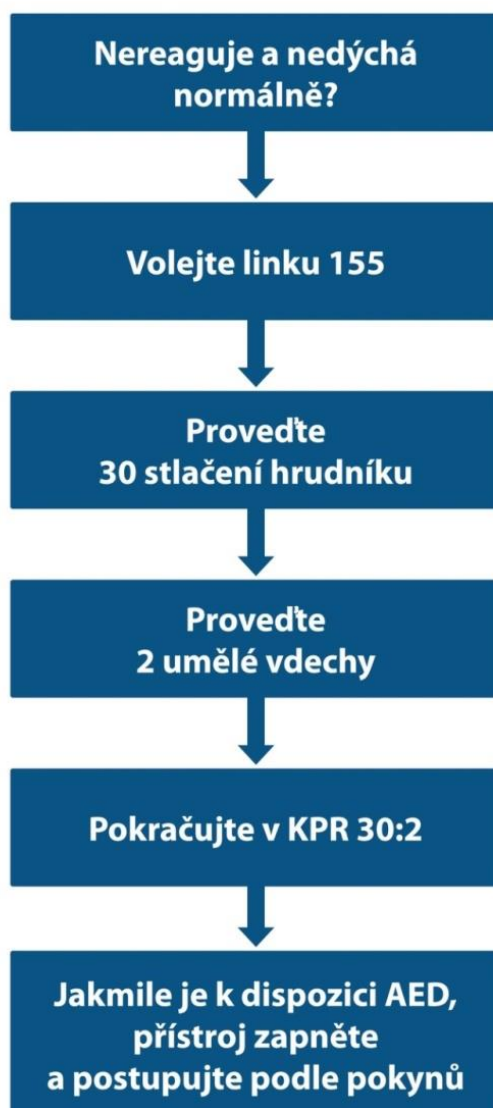 Nereaguje a nedýchá
normálně?
Volejte linku 155
Proveďte
30 stlačení hrudníku
Proveďte
2 umělé vdechy
Pokračujte v KPR 30:2
Jakmile je k dispozici AED,
přístroj zapněte
a postupujte podle pokynů